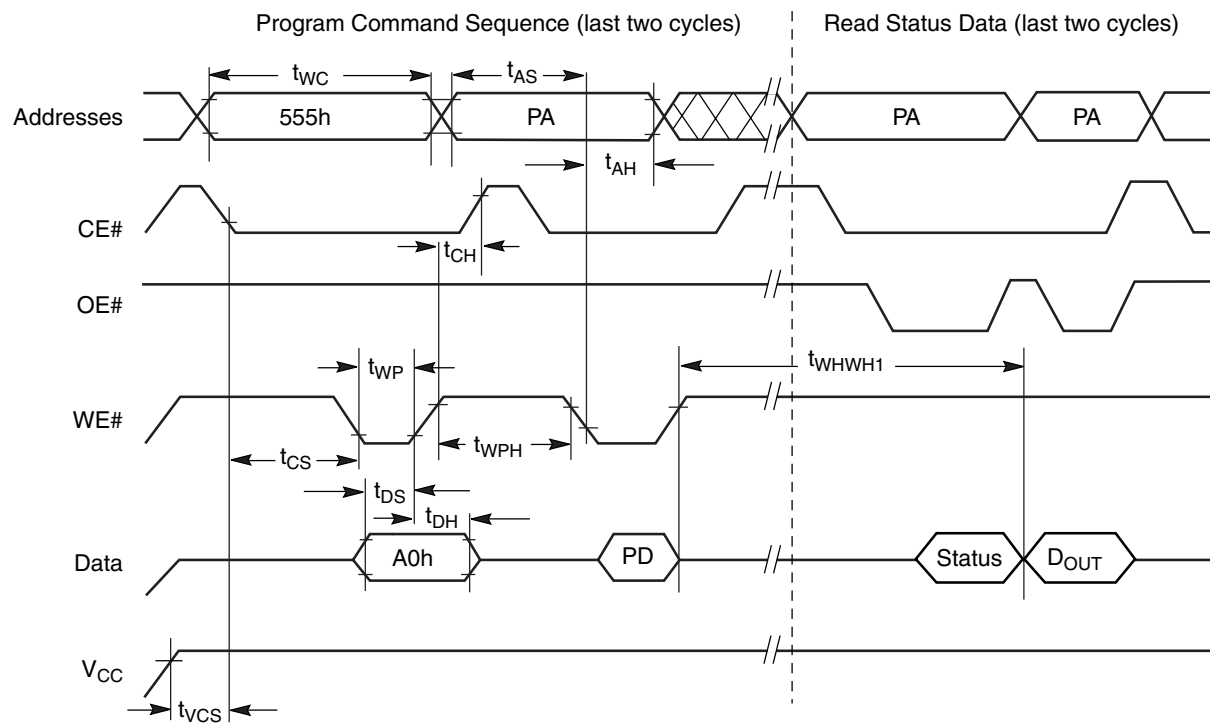 Program Command Sequence (last two cycles)
Read Status Data (last two cycles)
tWC
tAS
Addresses
555h
PA
PA
PA
tAH
CE#
tCH
OE#
tWP
tWHWH1
WE#
tWPH
tCS
tDS
tDH
Data
A0h
PD
Status
DOUT
VCC
tVCS